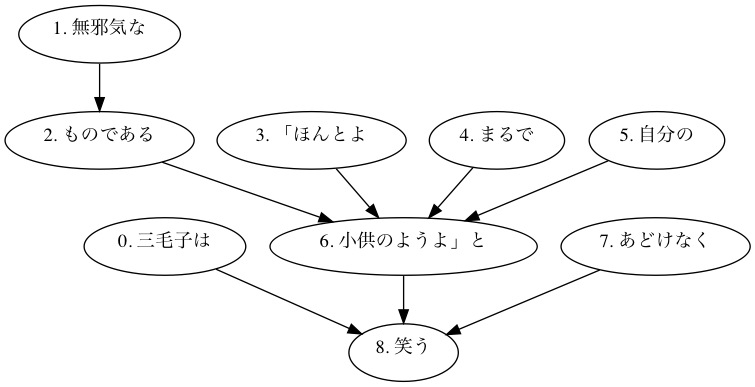 1. 無邪気な
2. ものである
3. 「ほんとよ
4. まるで
5. 自分の
0. 三毛子は
6. 小供のようよ」と
7. あどけなく
8. 笑う